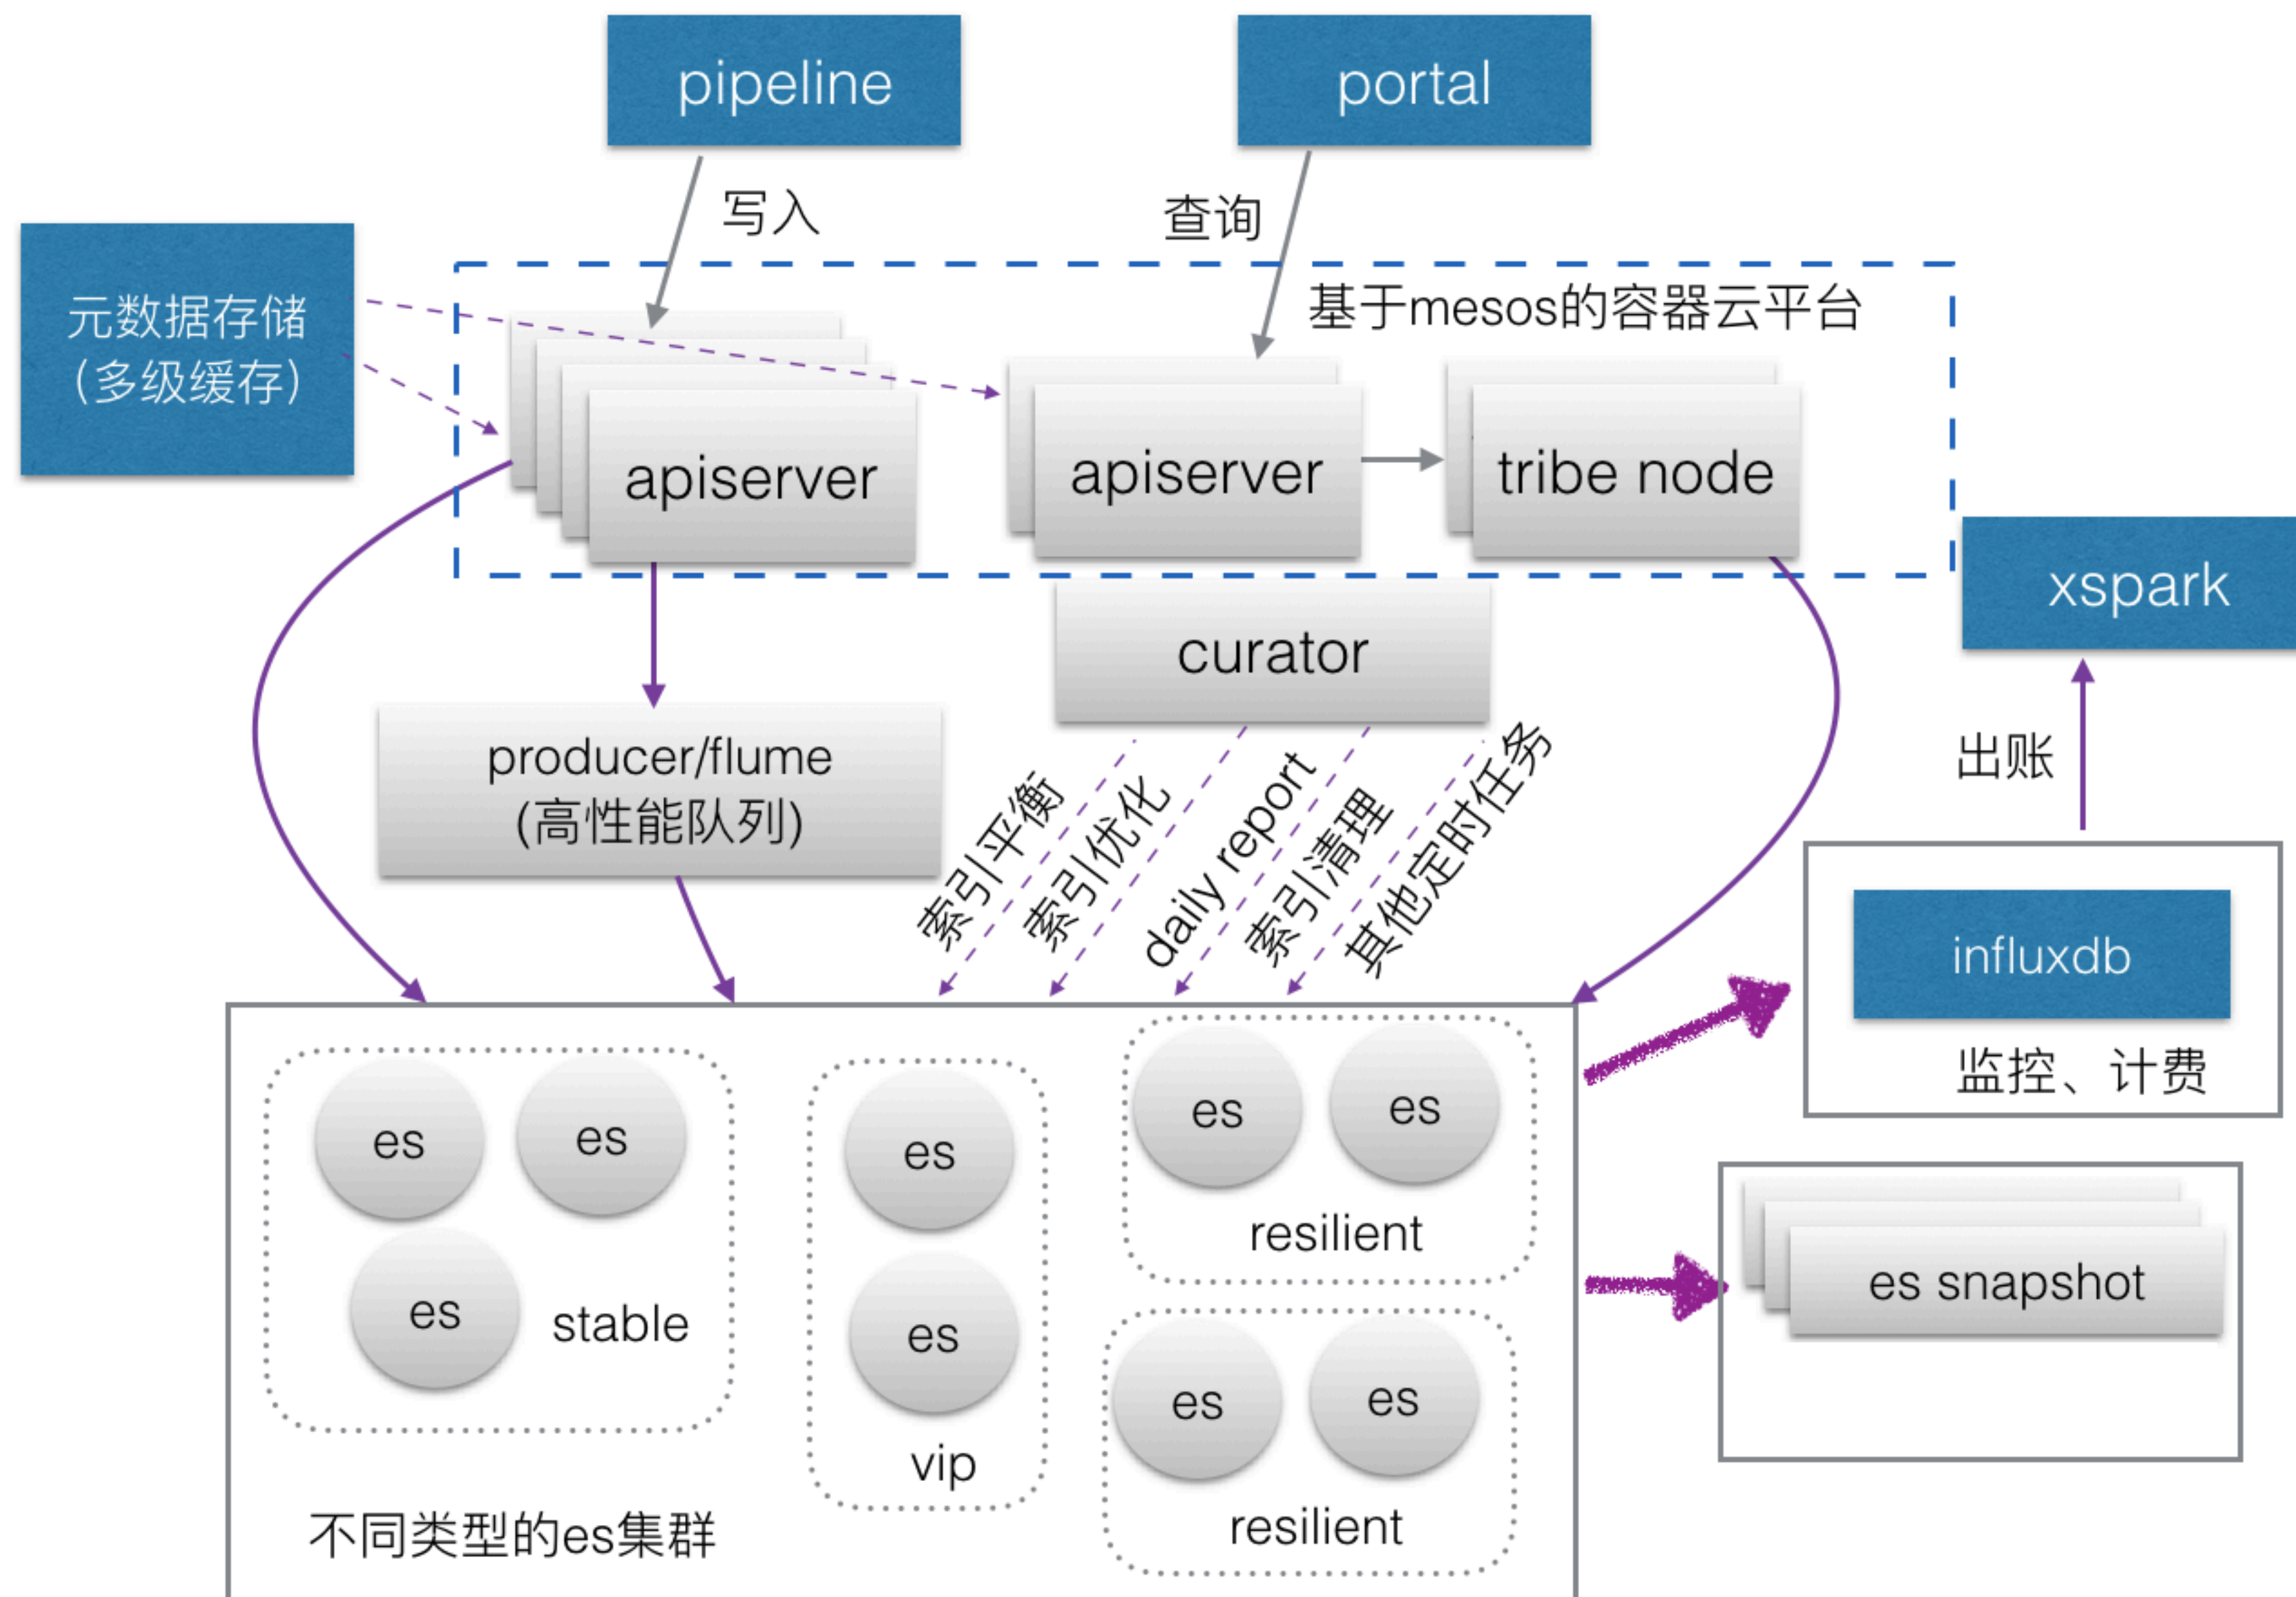 pipeline
portal
写入
查询
元数据存储
（多级缓存）
基于mesos的容器云平台
apiserver
apiserver
tribe node
xspark
curator
出账
producer/flume
(高性能队列)
索引平衡
索引优化
daily report
索引清理
其他定时任务
influxdb
监控、计费
es
es
es
stable
es
es
vip
es
es
resilient
es
es
resilient
es snapshot
不同类型的es集群